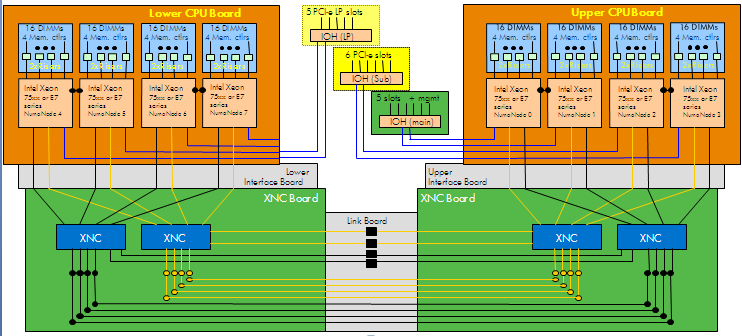 Lower CPU Board
16 DIMMs
4 Mem. ctlrs
16 DIMMs
4 Mem. ctlrs
16 DIMMs
4 Mem. ctlrs
16 DIMMs
4 Mem. ctlrs
Intel Xeon
75xx or E7
series
NumaNode 4
Intel Xeon
75xx or E7
series
NumaNode 5
Intel Xeon
75xx or E7
series
NumaNode 6
Intel Xeon
75xx or E7
series
NumaNode 7
5 PCI-e LP slots
IOH (LP)
6 PCI-e slots
IOH (Sub)
5 slots + mgmt
IOH (main)
Upper CPU Board
16 DIMMs
4 Mem. ctlrs
16 DIMMs
4 Mem. ctlrs
16 DIMMs
4 Mem. ctlrs
16 DIMMs
4 Mem. ctlrs
Intel Xeon
75xx or E7
series
NumaNode 0
Intel Xeon
75xx or E7
series
NumaNode 1
Intel Xeon
75xx or E7
series
NumaNode 2
Intel Xeon
75xx or E7
series
NumaNode 3
Lower
Interface Board
Upper
Interface Board
XNC Board
XNC Board
Link Board
XNC
XNC
XNC
XNC